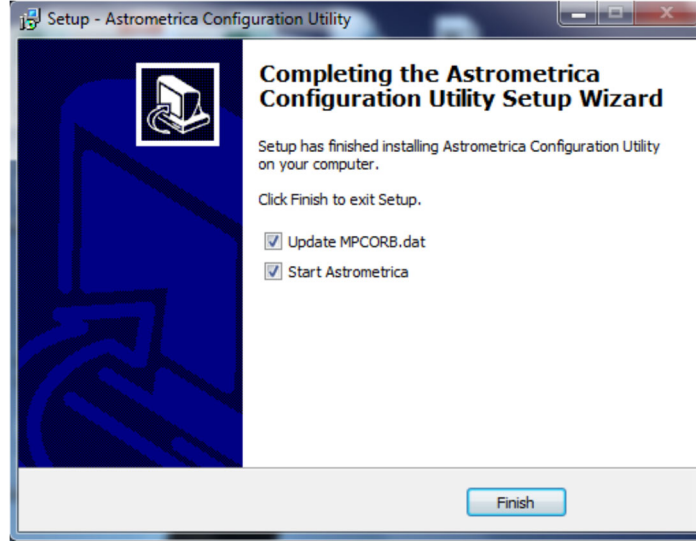 Setup - Astrometrica Configuration Utility
Completing the Astrometrica
Configuration Utility Setup Wizard
Setup has finished installing Astrometrica Configuration Utility
on your computer.
Click Finish to exit Setup.
Update MPCORB.dat
Start Astrometrica
Finish